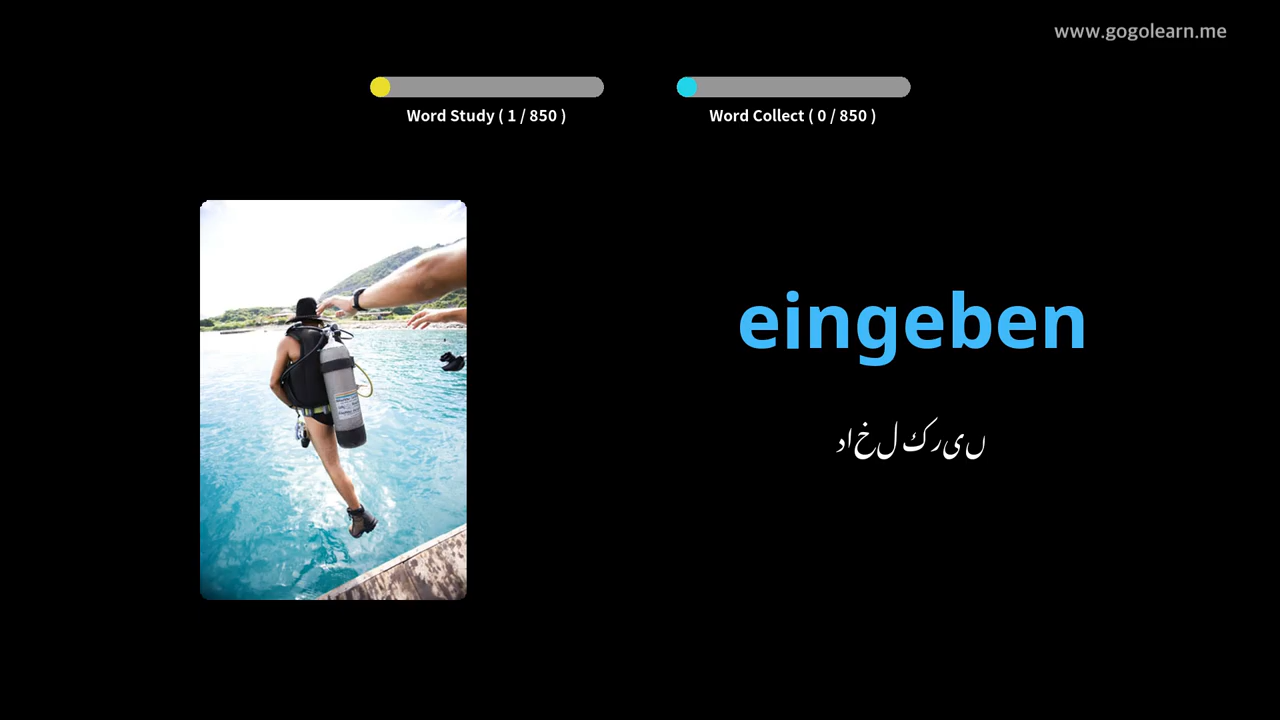 www.gogolearn.me
Word Study ( 1 / 850 )
Word Collect ( 0 / 850 )
eingeben
داخل کریں